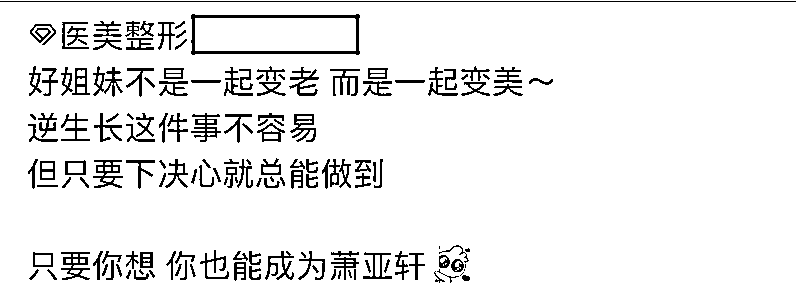 医美整形
好姐妹不是一起变老 而是一起变美～
逆生长这件事不容易
但只要下决心就总能做到
只要你想 你也能成为萧亚轩